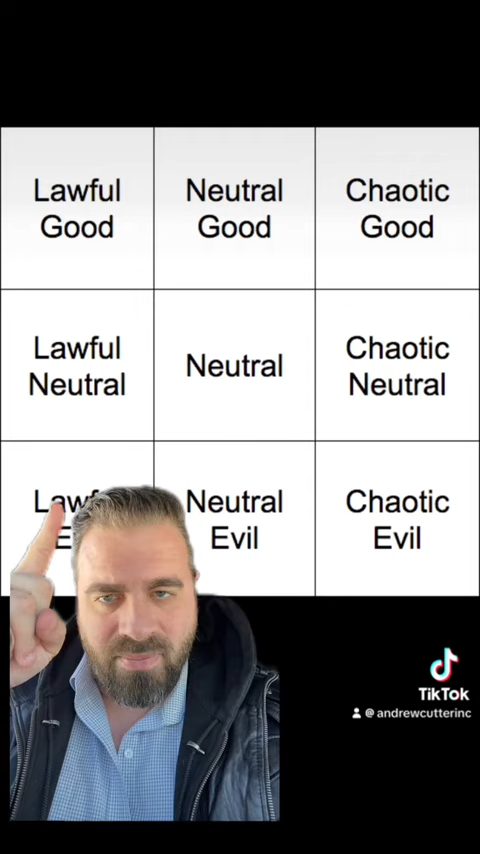 Lawful
Good
Neutral
Good
Chaotic
Good
Lawful
Neutral
Neutral
Chaotic
Neutral
Neutral
Evil
Chaotic
Evil
TikTok
@ andrewcutterinc